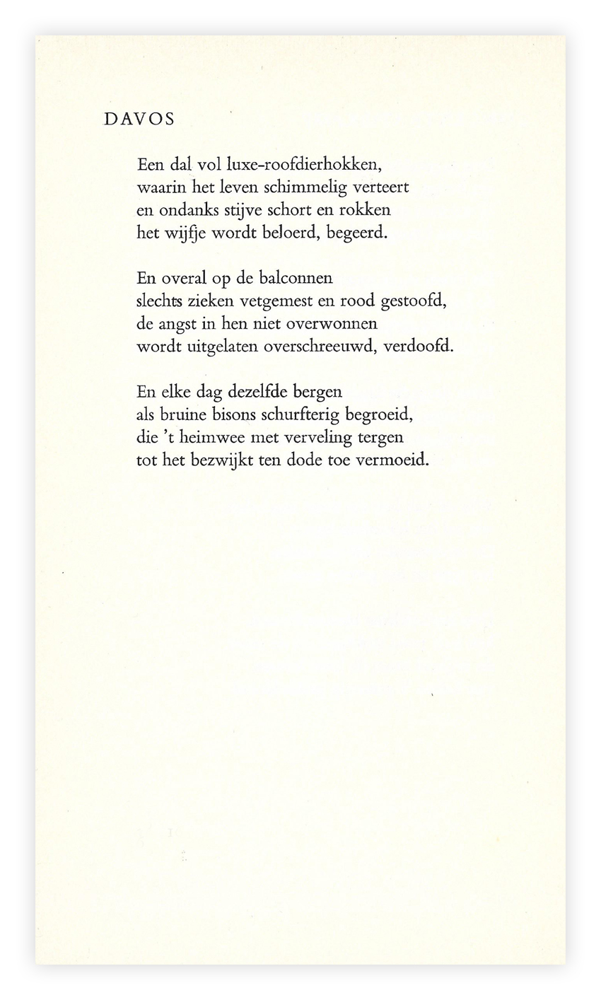 DAVOS
Een dal vol luxe-roofdierhokken,
waarin het leven schimmelig verteert
en ondanks stijve schort en rokken
het wijfje wordt beloerd, begeerd.
En overal op de balconnen
slechts zieken vetgemest en rood gestoofd,
de angst in hen niet overwonnen
wordt uitgelaten overschreeuwd, verdoofd.
En elke dag dezelfde bergen
als bruine bisons schurfterig begroeid,
die ’t heimwee met verveling tergen
tot het bezwijkt ten dode toe vermoeid.